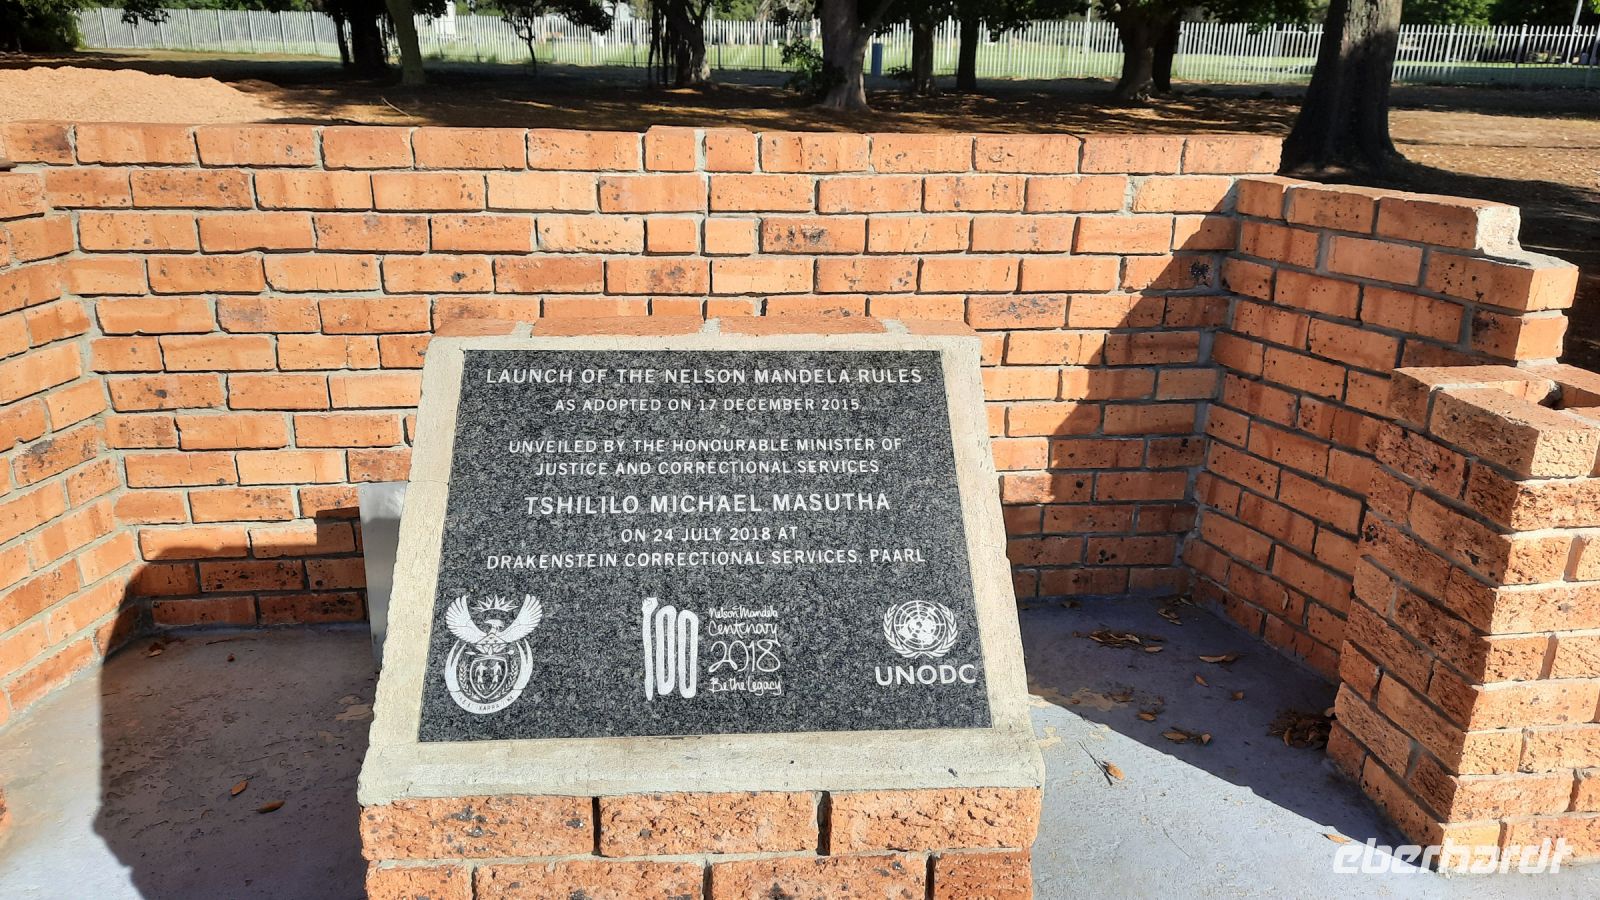 LAUNCH OF THE NELSON MANDELA RULES
AS ADOPTED ON 17 DECEMBER 2015
UNVEILED BY THE HONOURABLE MINISTER OF
JUSTICE AND CORRECTIONAL SERVICES
TSHILILO MICHAEL MASUTHA
ON 24 JULY 2018 AT
DRAKENSTEIN CORRECTIONAL SERVICES, PAARL
100
Nelson Mandela
Centenary
2018
Be the Legacy
UNODC
eberhardt